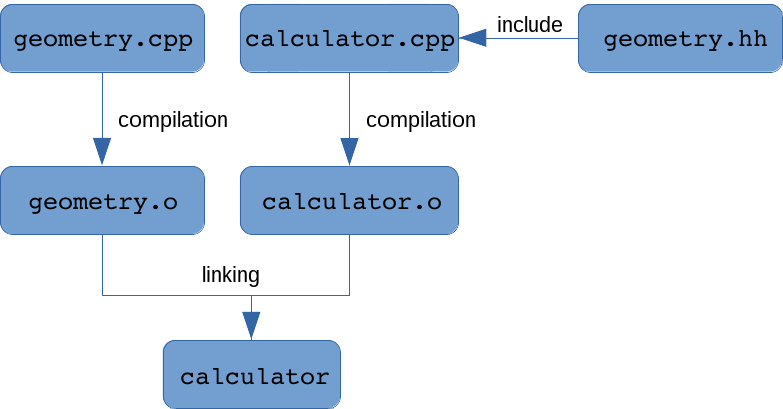 geometry.cpp
calculator.cpp
include
geometry.hh
compilation
compilation
geometry.o
calculator.o
linking
calculator